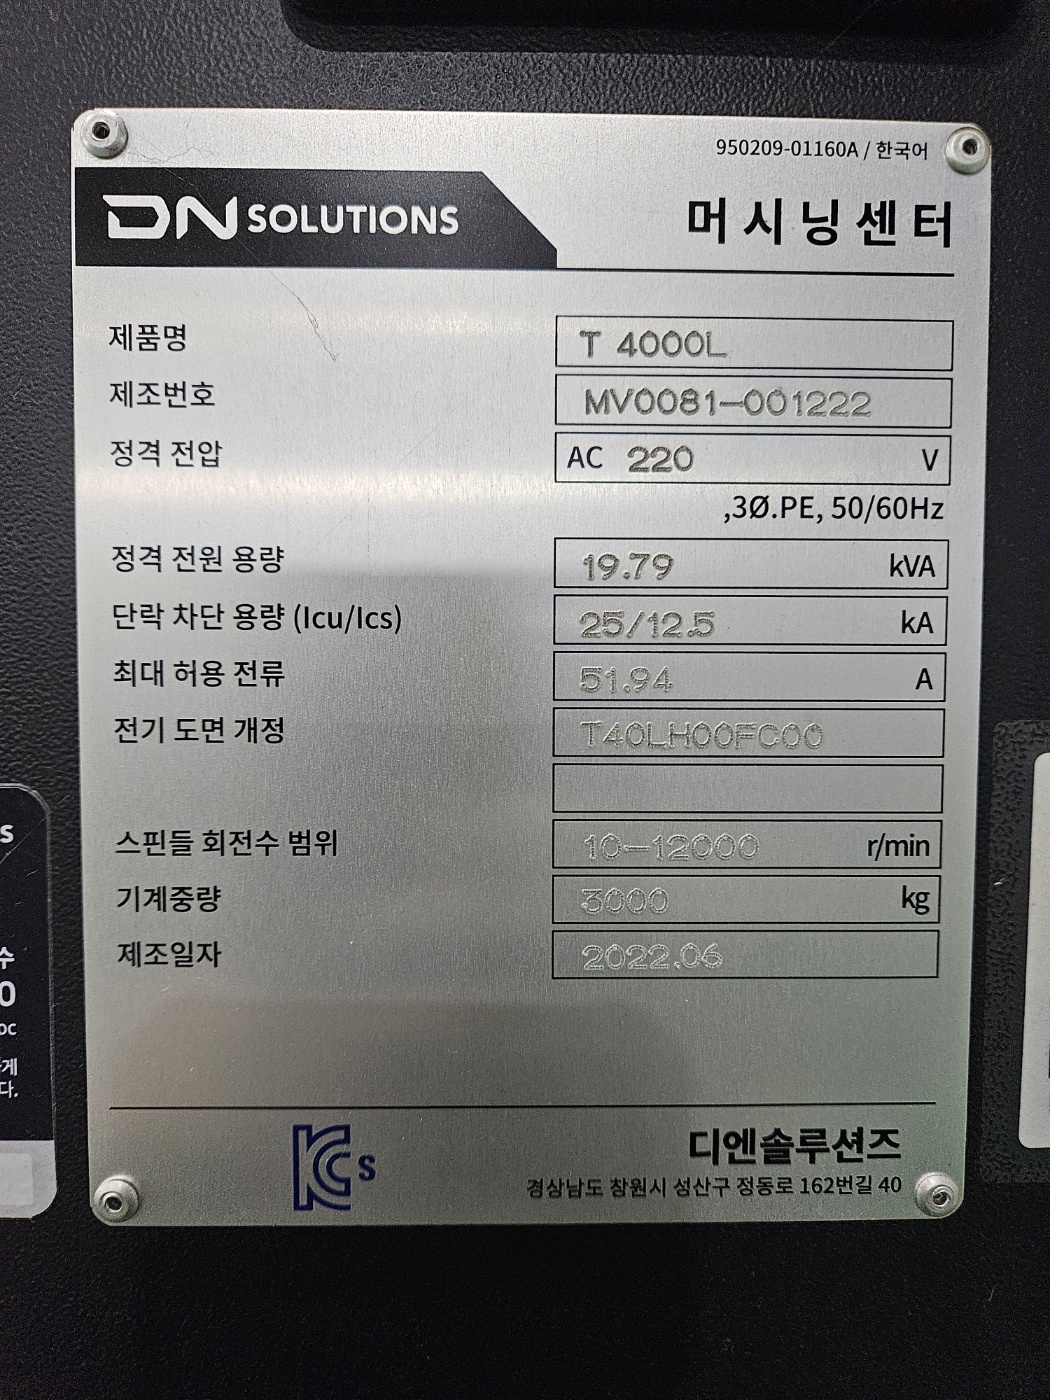 950209-01160A / 한국어
DN SOLUTIONS
머시닝센터
제품명 T 4000L
제조번호 MV0081-001222
정격 전압 AC 220 V
,3Ø.PE, 50/60Hz
정격 전원 용량 19.79 kVA
단락 차단 용량 (Icu/Ics) 25/12.5 kA
최대 허용 전류 51.94 A
전기 도면 개정 T40LH00FC00
스핀들 회전수 범위 10-12000 r/min
기계중량 3000 kg
제조일자 2022.06
KCs
디엔솔루션즈
경상남도 창원시 성산구 정동로 162번길 40
S
수
0
oc
게
다.